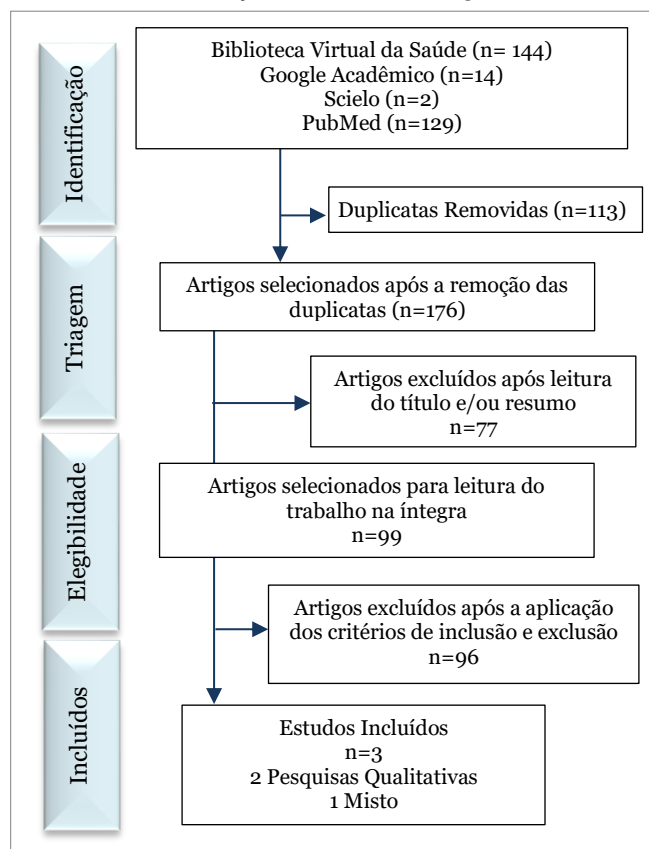 Identificação
Biblioteca Virtual da Saúde (n= 144)
Google Acadêmico (n=14)
Scielo (n=2)
PubMed (n=129)
Duplicatas Removidas (n=113)
Triagem
Artigos selecionados após a remoção das
duplicatas (n=176)
Artigos excluídos após leitura
do título e/ou resumo
n=77
Elegibilidade
Artigos selecionados para leitura do
trabalho na íntegra
n=99
Artigos excluídos após a aplicação
dos critérios de inclusão e exclusão
n=96
Incluídos
Estudos Incluídos
n=3
2 Pesquisas Qualitativas
1 Misto